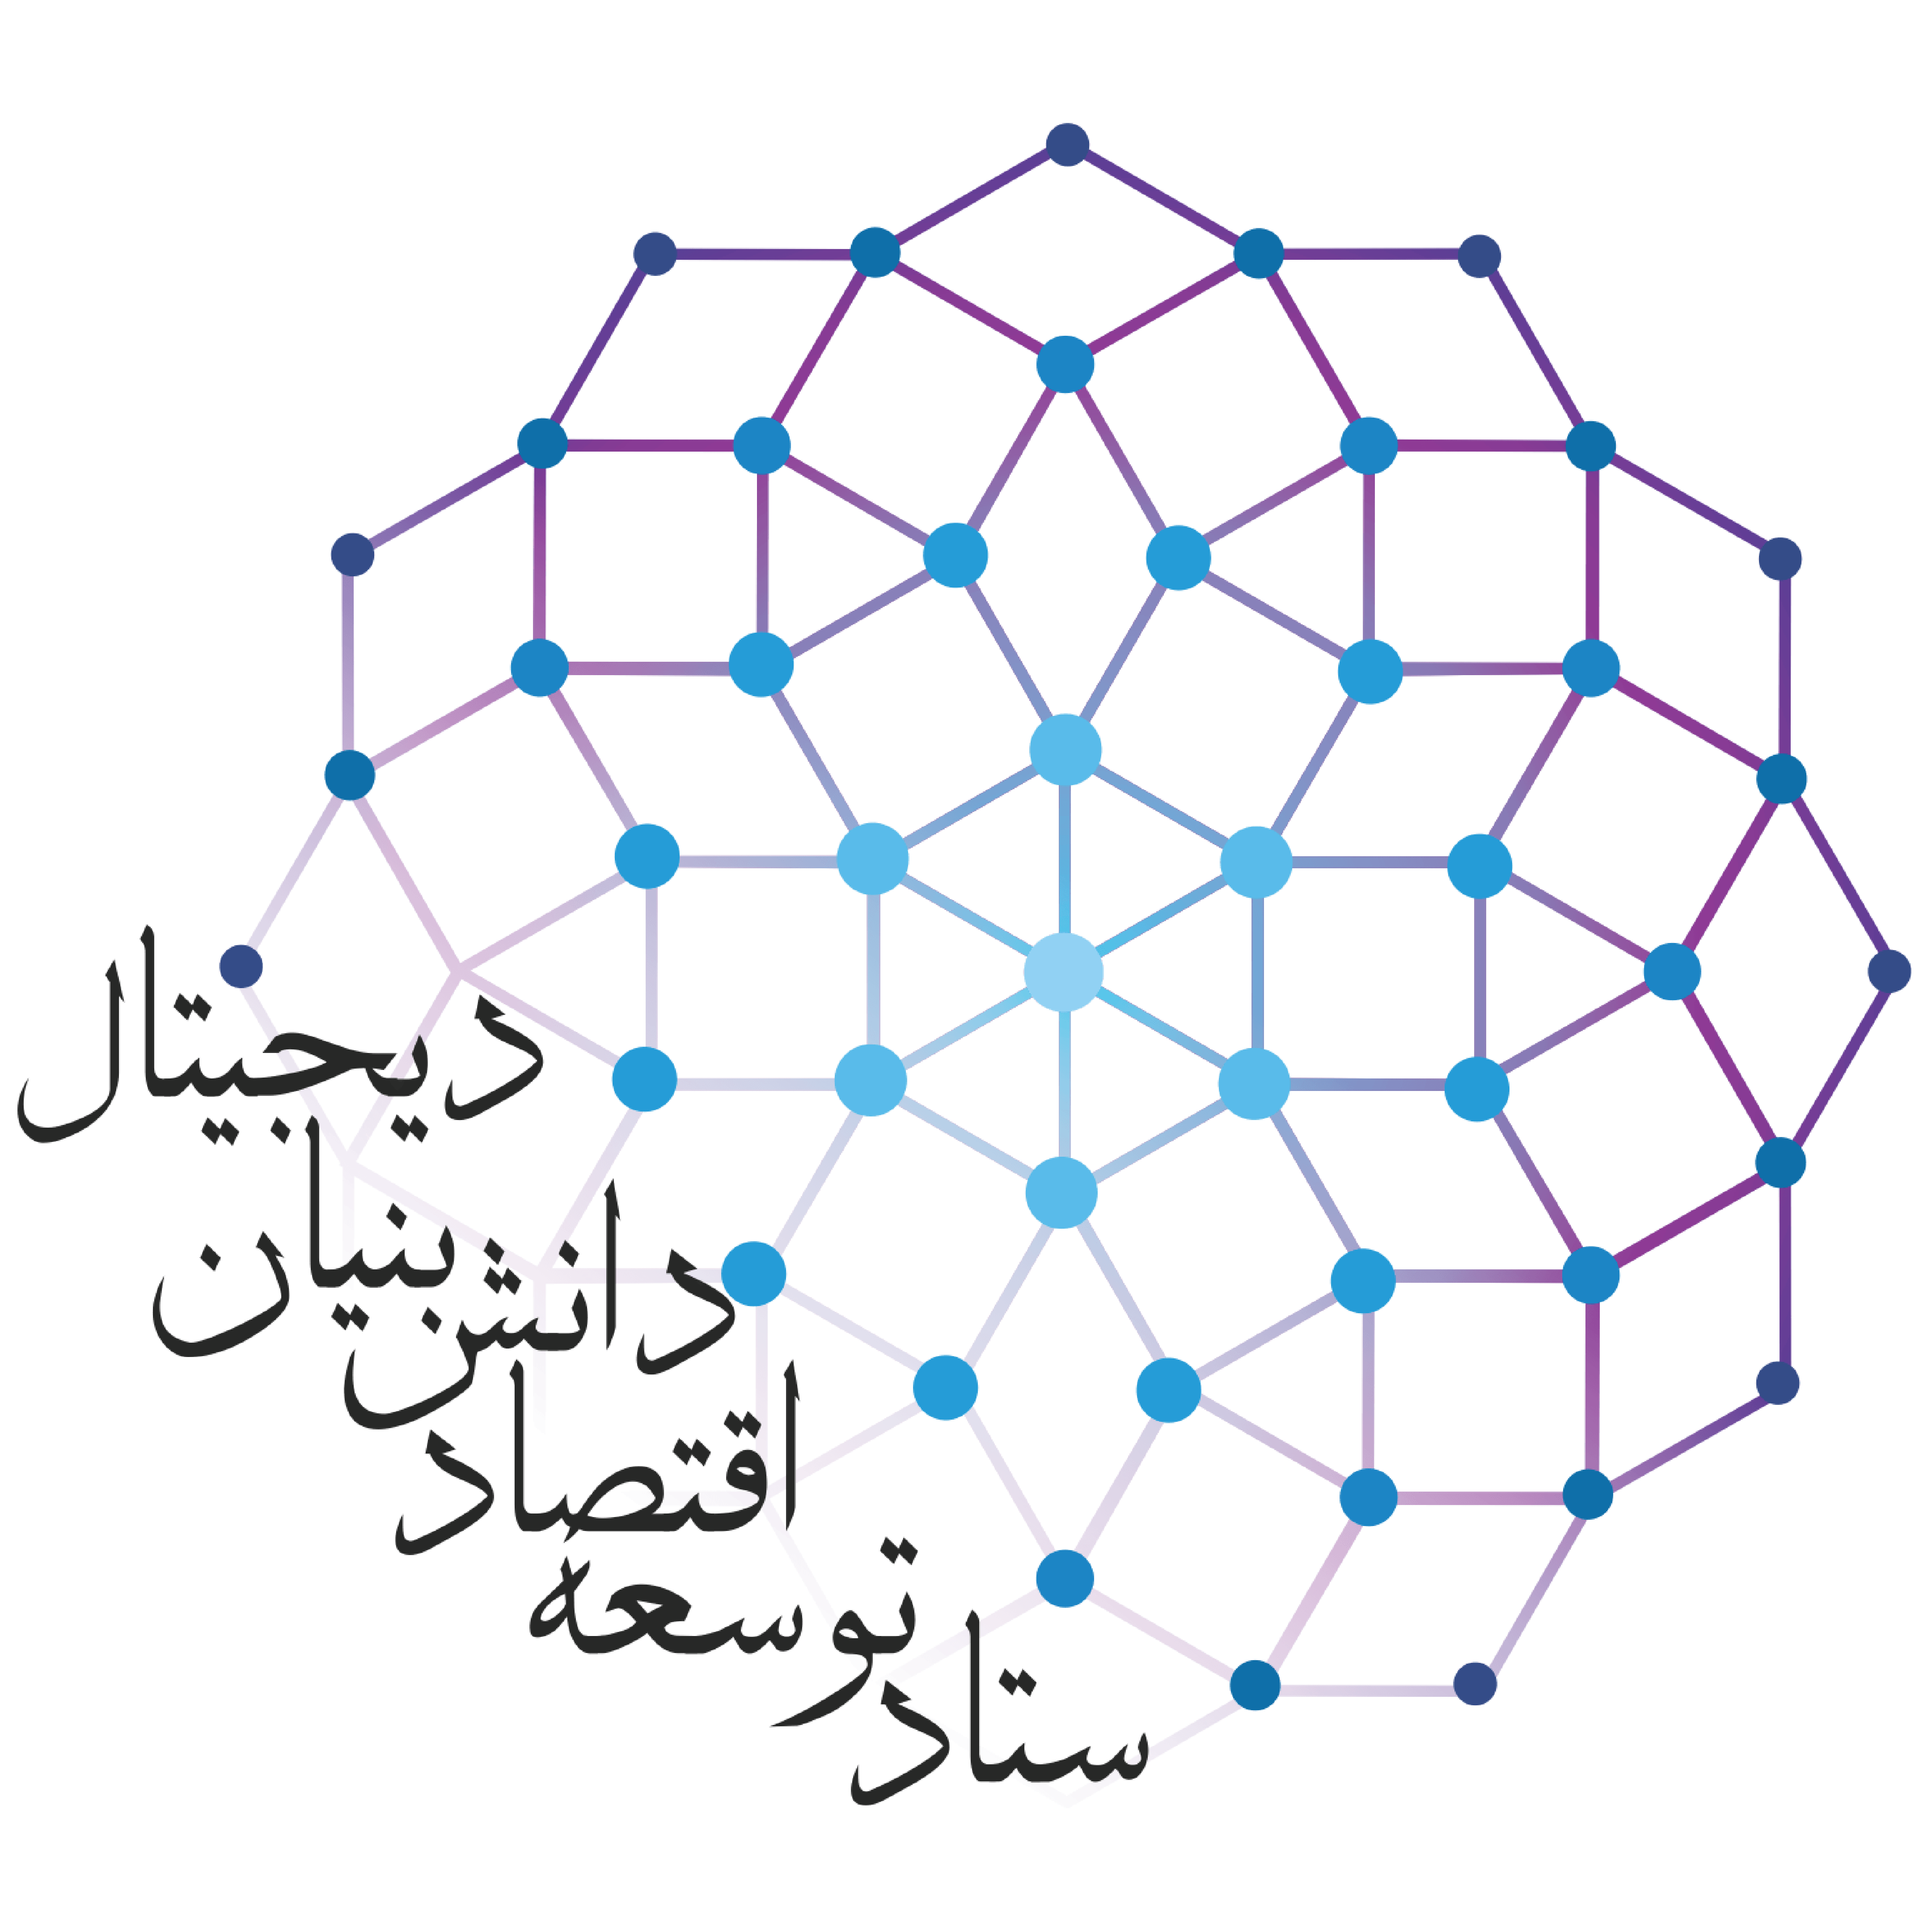 دیجیتال
دانش بنیان
اقتصاد
توسعه
ستاد